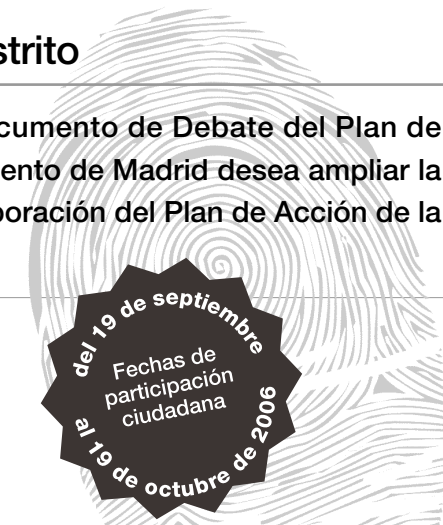 strito
cumento de Debate del Plan de
ento de Madrid desea ampliar la
boración del Plan de Acción de la
del 19 de septiembre
Fechas de
participación
ciudadana
al 19 de octubre de 2006